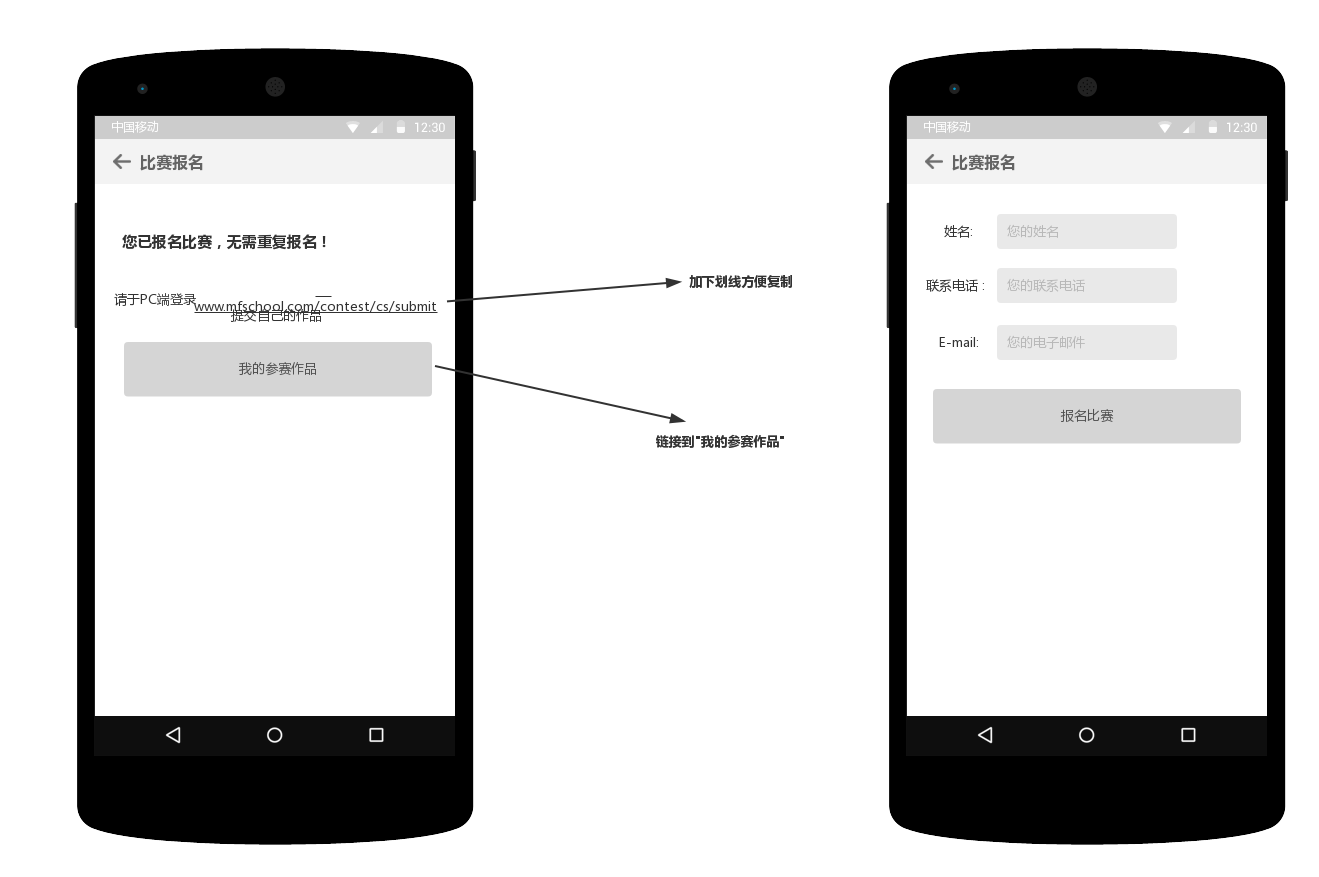 中国移动 12:30
比赛报名
您已报名比赛，无需重复报名！
请于PC端登录
www.mfschool.com/contest/cs/submit
提交自己的作品
我的参赛作品
加下划线方便复制
链接到"我的参赛作品"
中国移动 12:30
比赛报名
姓名: 您的姓名
联系电话： 您的联系电话
E-mail: 您的电子邮件
报名比赛